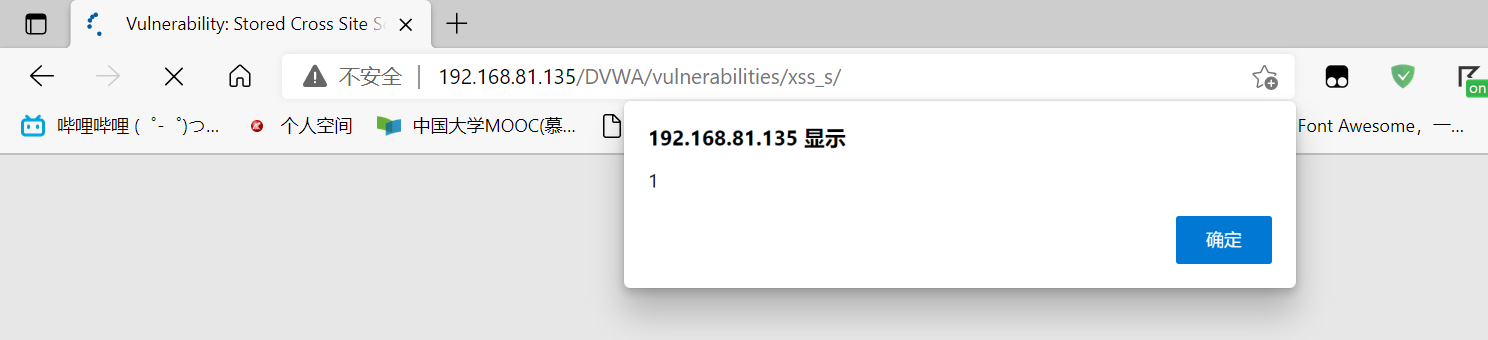 Vulnerability: Stored Cross Site S
不安全 | 192.168.81.135/DVWA/vulnerabilities/xss_s/
on
哔哩哔哩 (゜-゜)つ... 个人空间 中国大学MOOC(慕... Font Awesome，一...
192.168.81.135 显示
1
确定